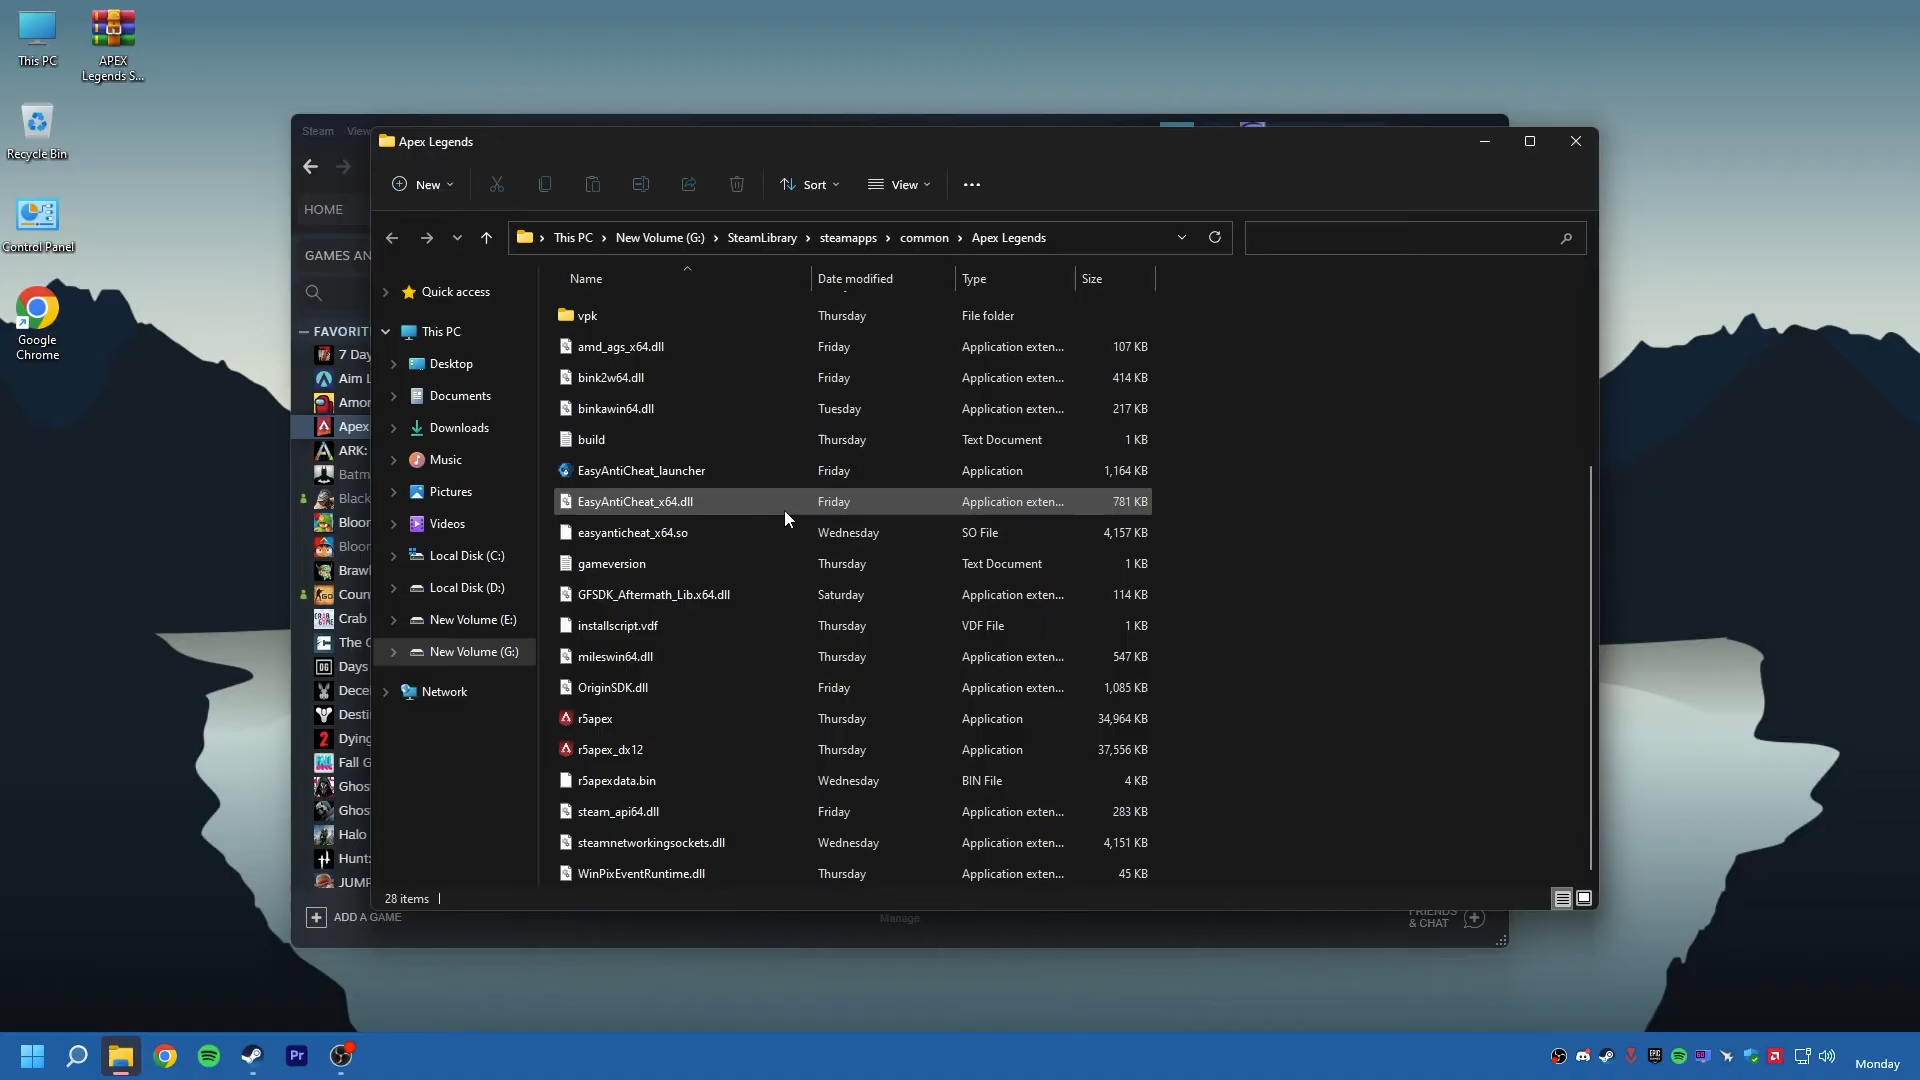 This PC
APEX
Legends S...
Recycle Bin
Control Panel
Google
Chrome
Steam
HOME
GAMES AN
FAVORIT
7 Day
Aim L
Amor
Apex
ARK:
Batm
Black
Bloon
Bloon
Brawl
Coun
Crab
The C
Days
Dece
Desti
Dying
Fall G
Ghos
Ghos
Halo
Hunt:
JUMP
ADD A GAME
Manage
FRIENDS
& CHAT
Apex Legends
New
Sort
View
This PC > New Volume (G:) > SteamLibrary > steamapps > common > Apex Legends
Quick access
This PC
Desktop
Documents
Downloads
Music
Pictures
Videos
Local Disk (C:)
Local Disk (D:)
New Volume (E:)
New Volume (G:)
Network
Name Date modified Type Size
vpk Thursday File folder
amd_ags_x64.dll Friday Application exten... 107 KB
bink2w64.dll Friday Application exten... 414 KB
binkawin64.dll Tuesday Application exten... 217 KB
build Thursday Text Document 1 KB
EasyAntiCheat_launcher Friday Application 1,164 KB
EasyAntiCheat_x64.dll Friday Application exten... 781 KB
easyanticheat_x64.so Wednesday SO File 4,157 KB
gameversion Thursday Text Document 1 KB
GFSDK_Aftermath_Lib.x64.dll Saturday Application exten... 114 KB
installscript.vdf Thursday VDF File 1 KB
mileswin64.dll Thursday Application exten... 547 KB
OriginSDK.dll Friday Application exten... 1,085 KB
r5apex Thursday Application 34,964 KB
r5apex_dx12 Thursday Application 37,556 KB
r5apexdata.bin Wednesday BIN File 4 KB
steam_api64.dll Friday Application exten... 283 KB
steamnetworkingsockets.dll Wednesday Application exten... 4,151 KB
WinPixEventRuntime.dll Thursday Application exten... 45 KB
28 items
Pr
Monday